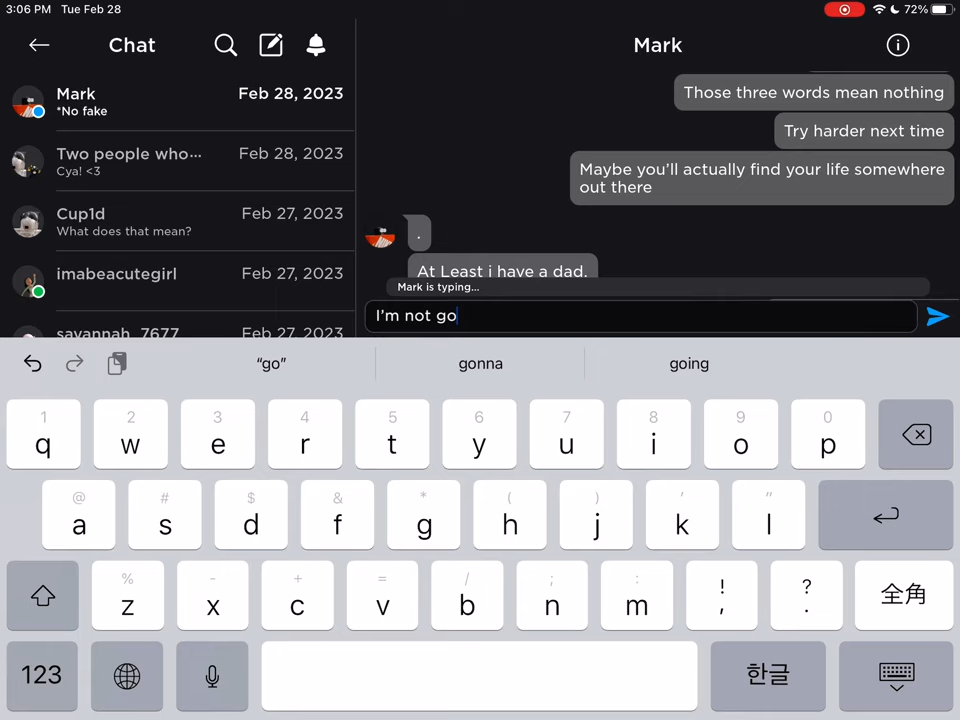 3:06 PM Tue Feb 28
72%
Chat
Mark
Mark
Feb 28, 2023
*No fake
Two people who...
Feb 28, 2023
Cya! <3
Cup1d
Feb 27, 2023
What does that mean?
imabeacutegirl
Feb 27, 2023
savannah_7677
Feb 27, 2023
Those three words mean nothing
Try harder next time
Maybe you’ll actually find your life somewhere
out there
.
At Least i have a dad.
Mark is typing...
I’m not go
“go”
gonna
going
1 2 3 4 5 6 7 8 9 0
q w e r t y u i o p
@ # $ & * ( ) ' "
a s d f g h j k l
% - + = / ; : ! ?
z x c v b n m , . 全角
123
한글